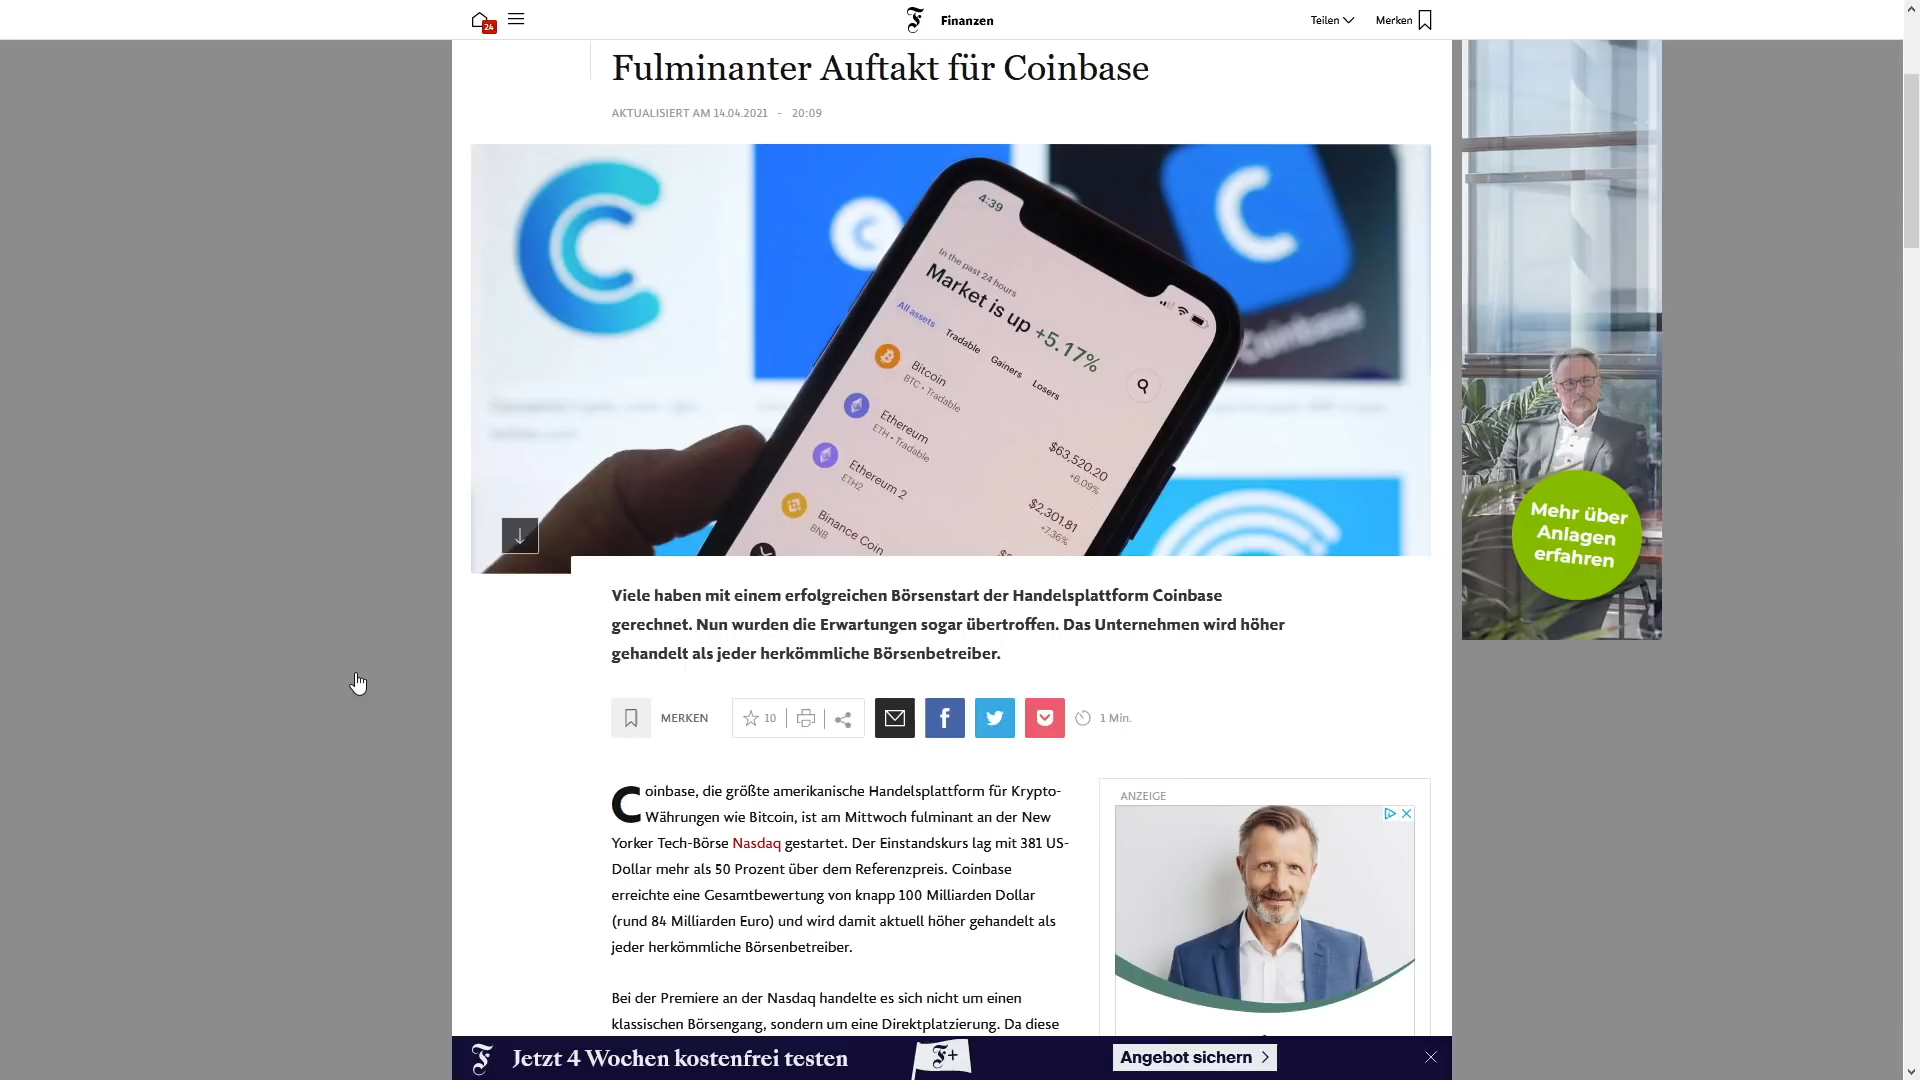 24
Finanzen
Teilen
Merken
Fulminanter Auftakt für Coinbase
AKTUALISIERT AM 14.04.2021 - 20:09
4:39
In the past 24 hours
Market is up +5.17%
All assets
Tradable
Gainers
Losers
Bitcoin
BTC • Tradable
$63,520.20
+6.09%
Ethereum
ETH • Tradable
$2,301.81
+7.36%
Ethereum 2
ETH2
Binance Coin
BNB
Coinbase
Mehr über
Anlagen
erfahren
Viele haben mit einem erfolgreichen Börsenstart der Handelsplattform Coinbase
gerechnet. Nun wurden die Erwartungen sogar übertroffen. Das Unternehmen wird höher
gehandelt als jeder herkömmliche Börsenbetreiber.
MERKEN
10
1 Min.
Coinbase, die größte amerikanische Handelsplattform für Krypto-
Währungen wie Bitcoin, ist am Mittwoch fulminant an der New
Yorker Tech-Börse Nasdaq gestartet. Der Einstandskurs lag mit 381 US-
Dollar mehr als 50 Prozent über dem Referenzpreis. Coinbase
erreichte eine Gesamtbewertung von knapp 100 Milliarden Dollar
(rund 84 Milliarden Euro) und wird damit aktuell höher gehandelt als
jeder herkömmliche Börsenbetreiber.
Bei der Premiere an der Nasdaq handelte es sich nicht um einen
klassischen Börsengang, sondern um eine Direktplatzierung. Da diese
ANZEIGE
Jetzt 4 Wochen kostenfrei testen
F+
Angebot sichern